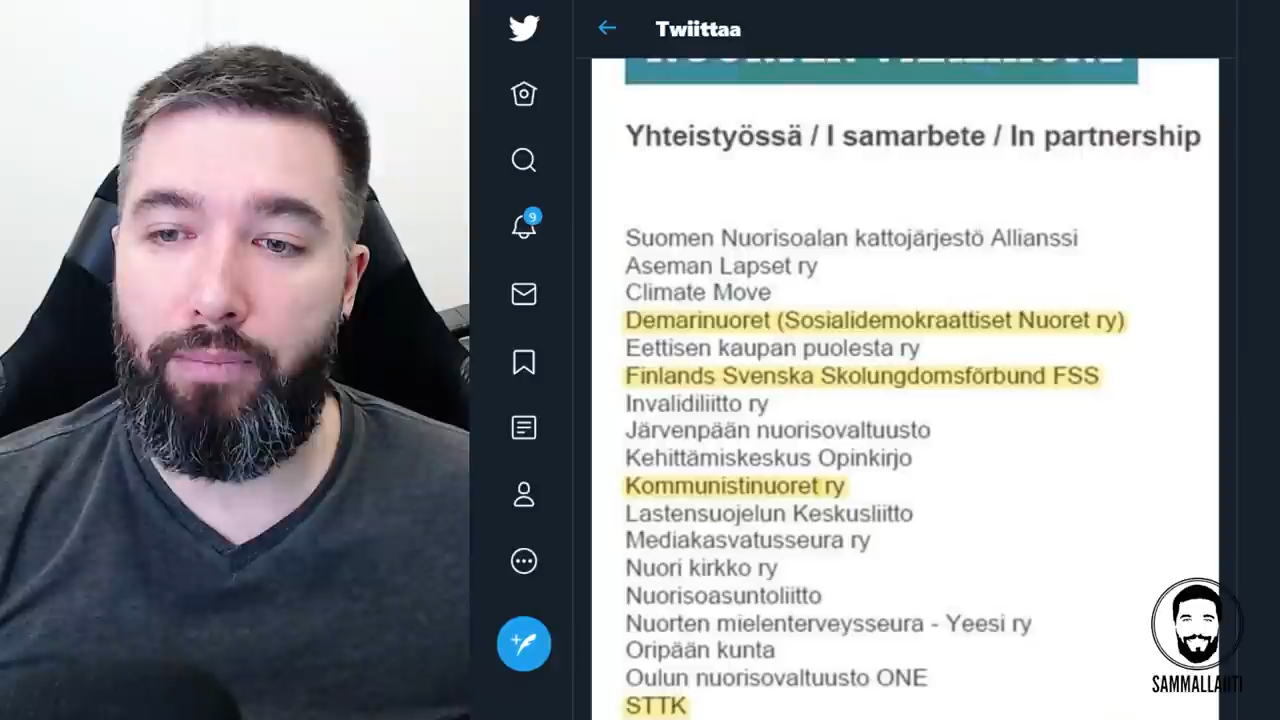 Twiittaa
9
Yhteistyössä / I samarbete / In partnership
Suomen Nuorisoalan kattojärjestö Allianssi
Aseman Lapset ry
Climate Move
Demarinuoret (Sosialidemokraattiset Nuoret ry)
Eettisen kaupan puolesta ry
Finlands Svenska Skolungdomsförbund FSS
Invalidiliitto ry
Järvenpään nuorisovaltuusto
Kehittämiskeskus Opinkirjo
Kommunistinuoret ry
Lastensuojelun Keskusliitto
Mediakasvatusseura ry
Nuori kirkko ry
Nuorisoasuntoliitto
Nuorten mielenterveysseura - Yeesi ry
Oripään kunta
Oulun nuorisovaltuusto ONE
STTK
SAMMALLAHTI